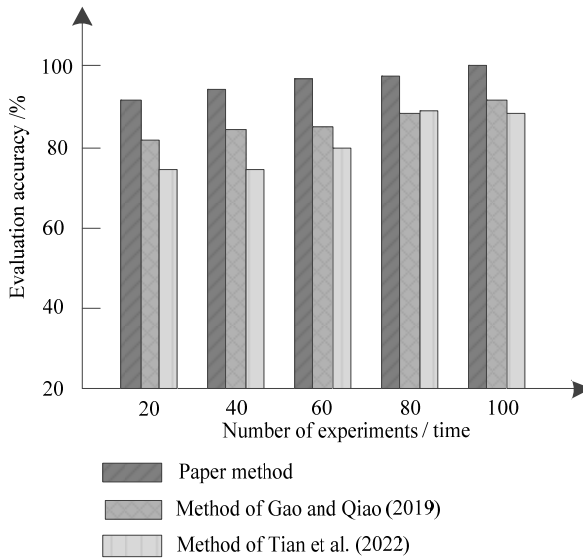 Evaluation accuracy /%
100
80
60
40
20
20 40 60 80 100
Number of experiments / time
Paper method
Method of Gao and Qiao (2019)
Method of Tian et al. (2022)